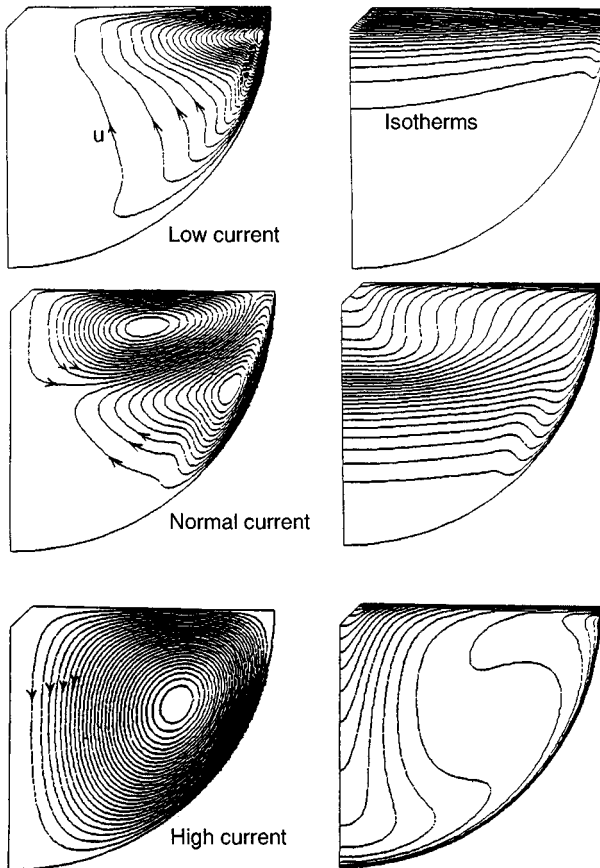 u
Isotherms
Low current
Normal current
High current